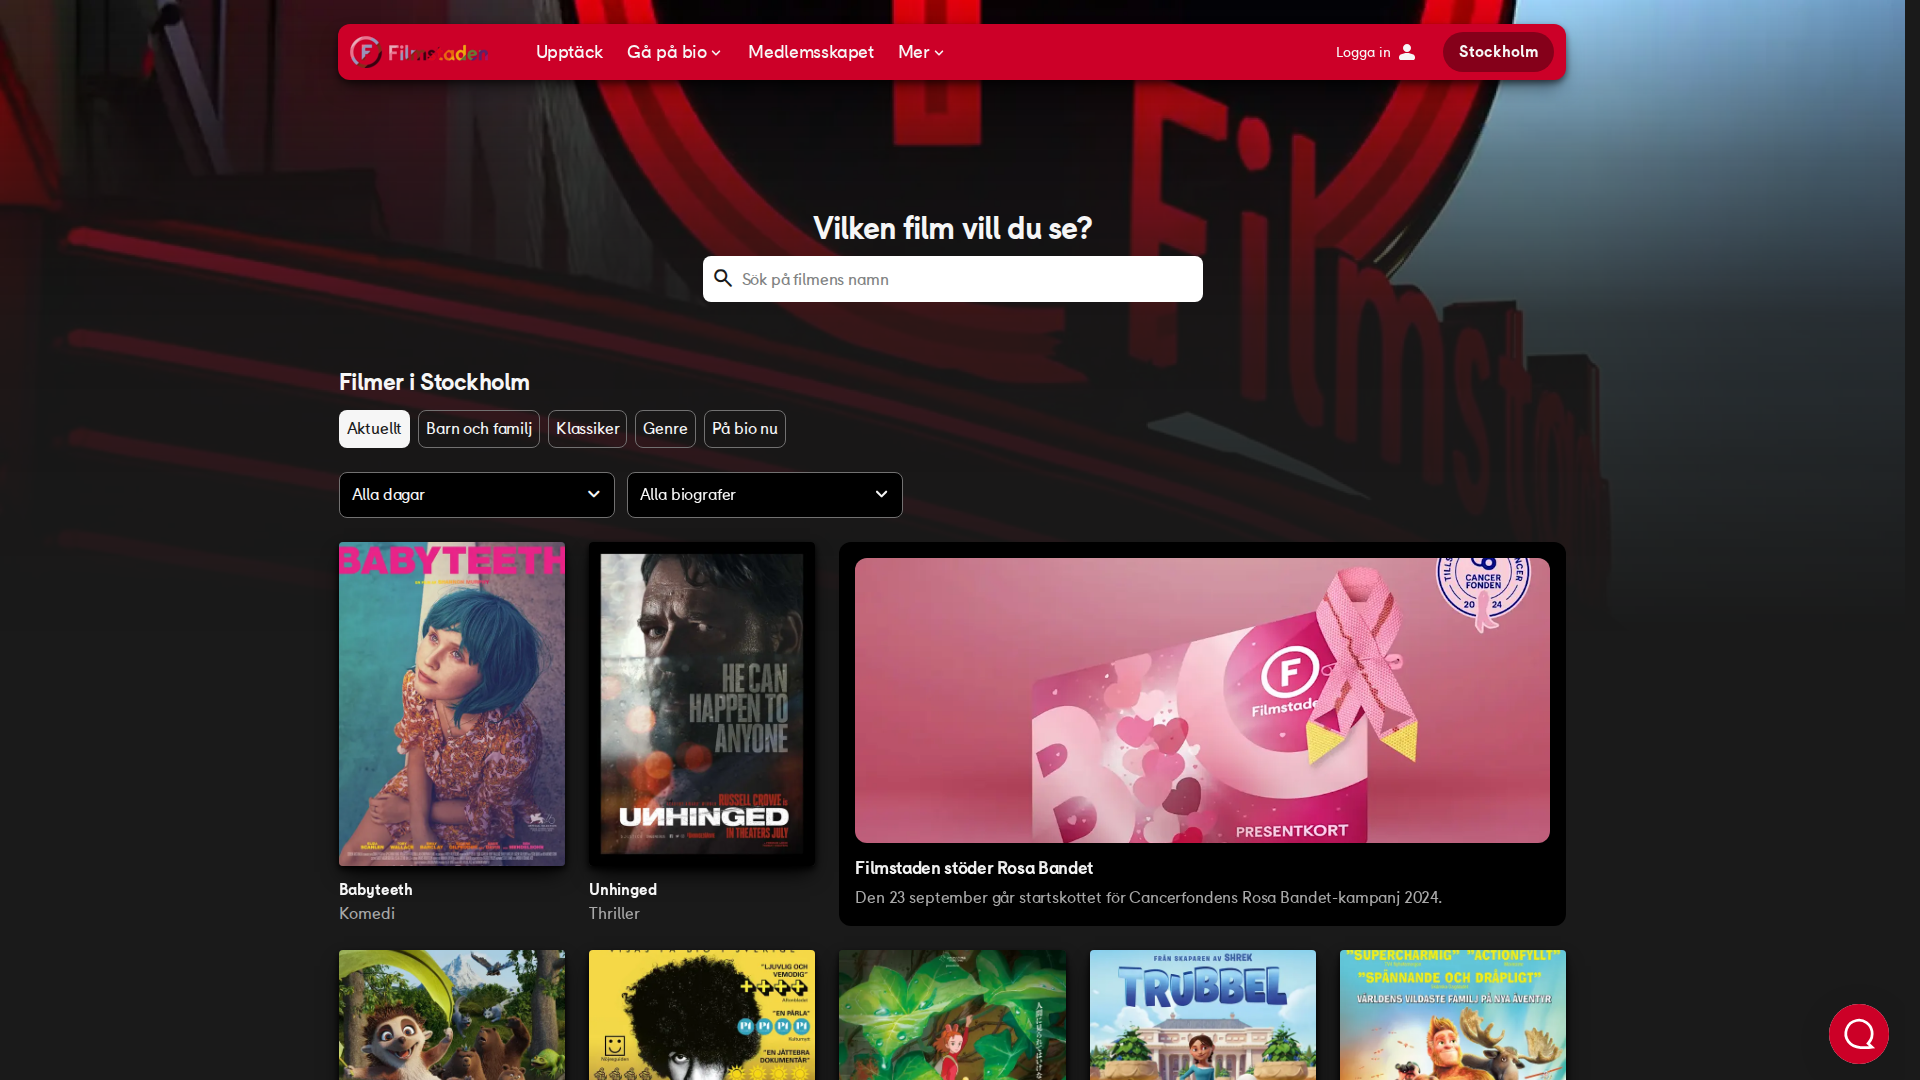 Filmstaden
Upptäck
Gå på bio
Medlemsskapet
Mer
Logga in
Stockholm
Vilken film vill du se?
Sök på filmens namn
Filmer i Stockholm
Aktuellt
Barn och familj
Klassiker
Genre
På bio nu
Alla dagar
Alla biografer
BABYTEETH
HE CAN
HAPPEN TO
ANYONE
RUSSELL CROWE IS
UNHINGED
IN THEATERS JULY
CANCER
FONDEN
20 24
F
Filmstade
PRESENTKORT
Babyteeth
Komedi
Unhinged
Thriller
Filmstaden stöder Rosa Bandet
Den 23 september går startskottet för Cancerfondens Rosa Bandet-kampanj 2024.
"LJUVLIG OCH
VEMODIG"
"EN PÄRLA"
"EN JÄTTEBRA
DOKUMENTÄR"
FRÅN SKAPAREN AV SHREK
TRUBBEL
"SUPERCHARMIG" "ACTIONFYLLT"
"SPÄNNANDE OCH DRÅPLIGT"
VÄRLDENS VILDASTE FAMILJ PÅ NYA ÄVENTYR